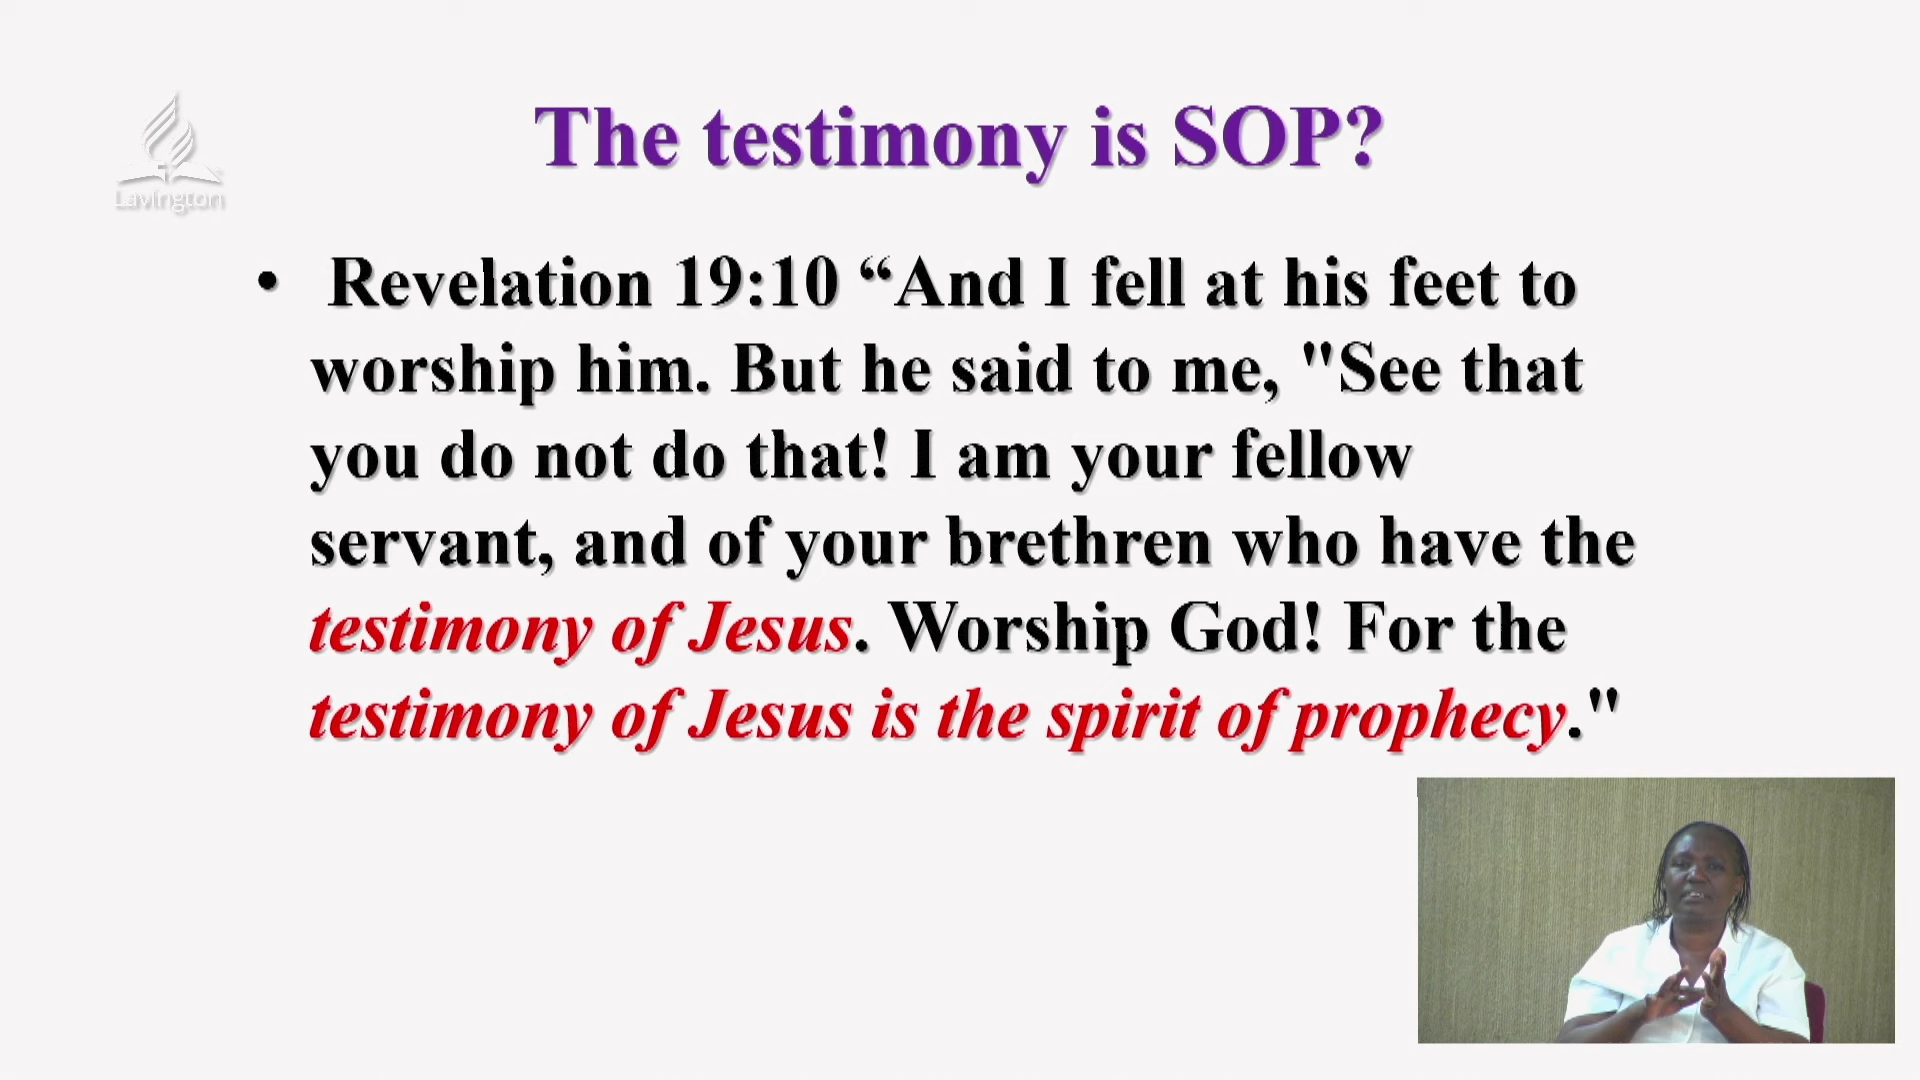 The testimony is SOP?
Lavington
• Revelation 19:10 “And I fell at his feet to
worship him. But he said to me, "See that
you do not do that! I am your fellow
servant, and of your brethren who have the
testimony of Jesus. Worship God! For the
testimony of Jesus is the spirit of prophecy."